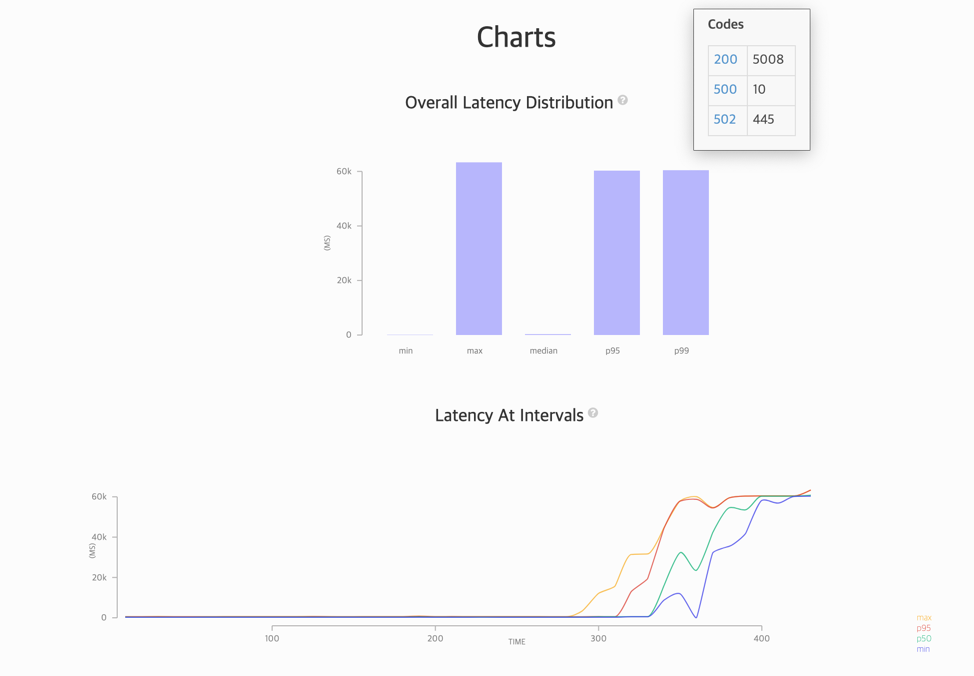 Charts
Codes
200 5008
500 10
502 445
Overall Latency Distribution ?
60k
40k
(MS)
20k
0
min max median p95 p99
Latency At Intervals ?
60k
40k
(MS)
20k
0
100 200 300 400
TIME
max
p95
p50
min